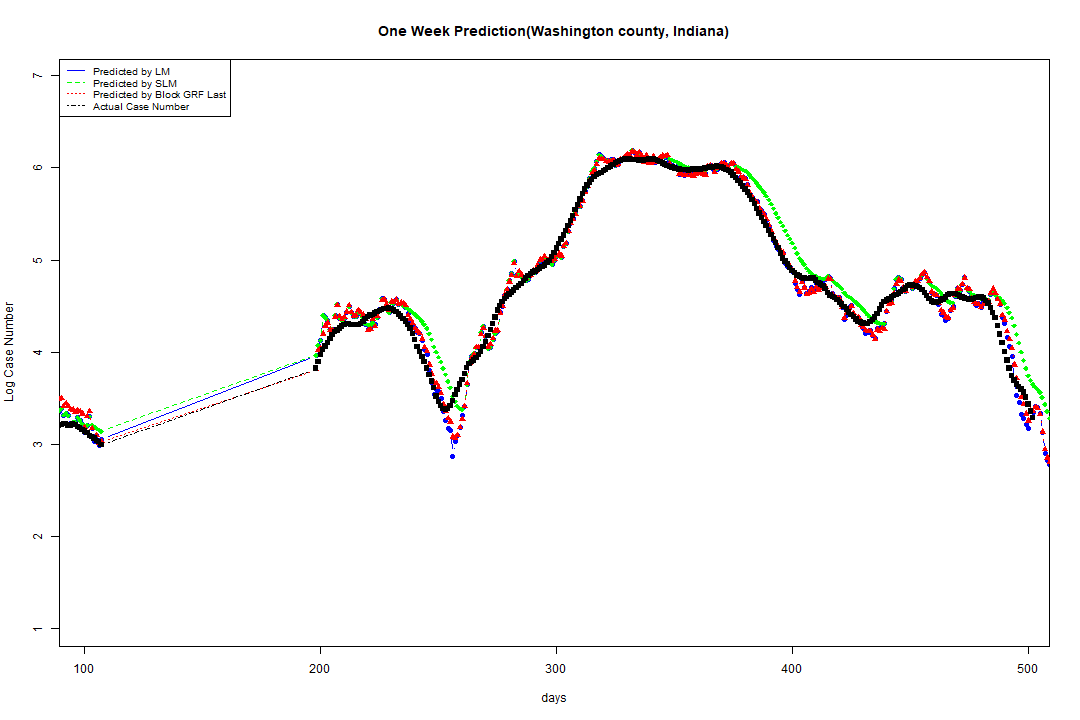 One Week Prediction(Washington county, Indiana)
Predicted by LM
Predicted by SLM
Predicted by Block GRF Last
Actual Case Number
7
6
5
4
3
2
1
Log Case Number
100 200 300 400 500
days